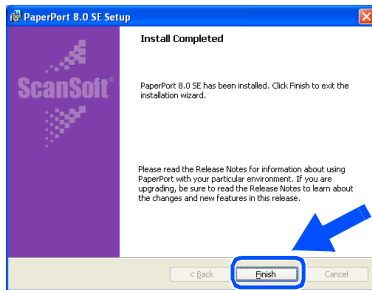 PaperPort 8.0 SE Setup
Install Completed
ScanSoft®
PaperPort 8.0 SE has been installed. Click Finish to exit the
installation wizard.
Please read the Release Notes for information about using
PaperPort with your particular environment. If you are
upgrading, be sure to read the Release Notes to learn about
the changes and new features in this release.
< Back
Finish
Cancel